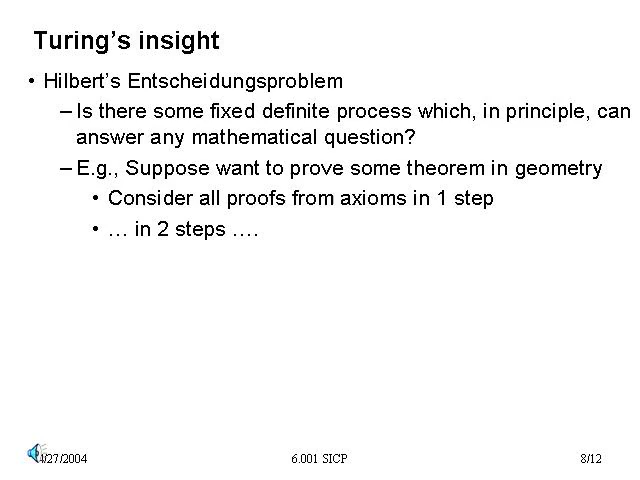 Turing's insight
• Hilbert's Entscheidungsproblem
– Is there some fixed definite process which, in principle, can
answer any mathematical question?
– E.g., Suppose want to prove some theorem in geometry
• Consider all proofs from axioms in 1 step
• … in 2 steps ….
4/27/2004
6.001 SICP
8/12